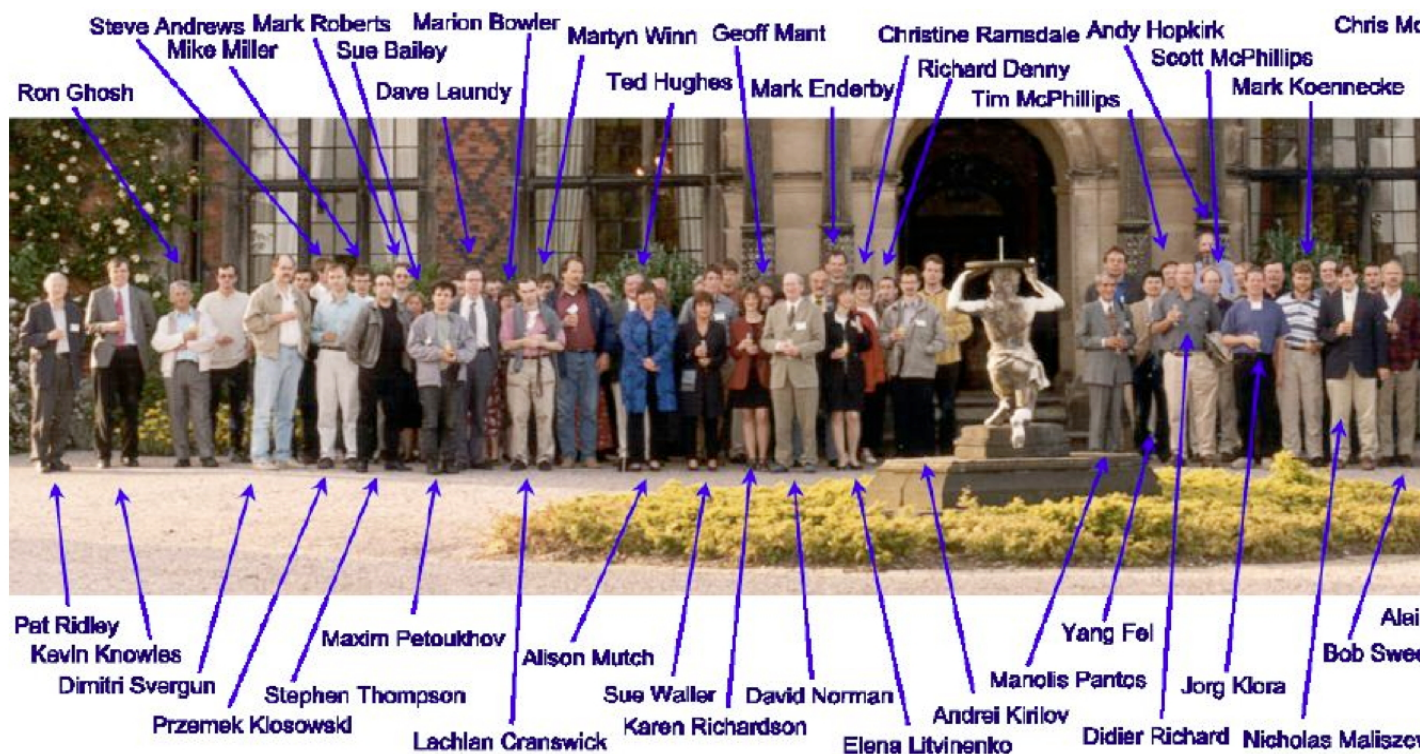 Steve Andrews
Mark Roberts
Marion Bowler
Martyn Winn
Geoff Mant
Christine Ramsdale
Andy Hopkirk
Mike Miller
Sue Bailey
Richard Denny
Scott McPhillips
Ron Ghosh
Dave Laundy
Ted Hughes
Mark Enderby
Tim McPhillips
Mark Koennecke
Pat Ridley
Kevin Knowles
Dimitri Svergun
Przemek Klosowski
Stephen Thompson
Maxim Petoukhov
Lachlan Cranswick
Alison Mutch
Sue Waller
Karen Richardson
David Norman
Elena Litvinenko
Andrei Kirilov
Manolis Pantos
Yang Fei
Didier Richard
Jorg Klora
Nicholas
Bob
Chris